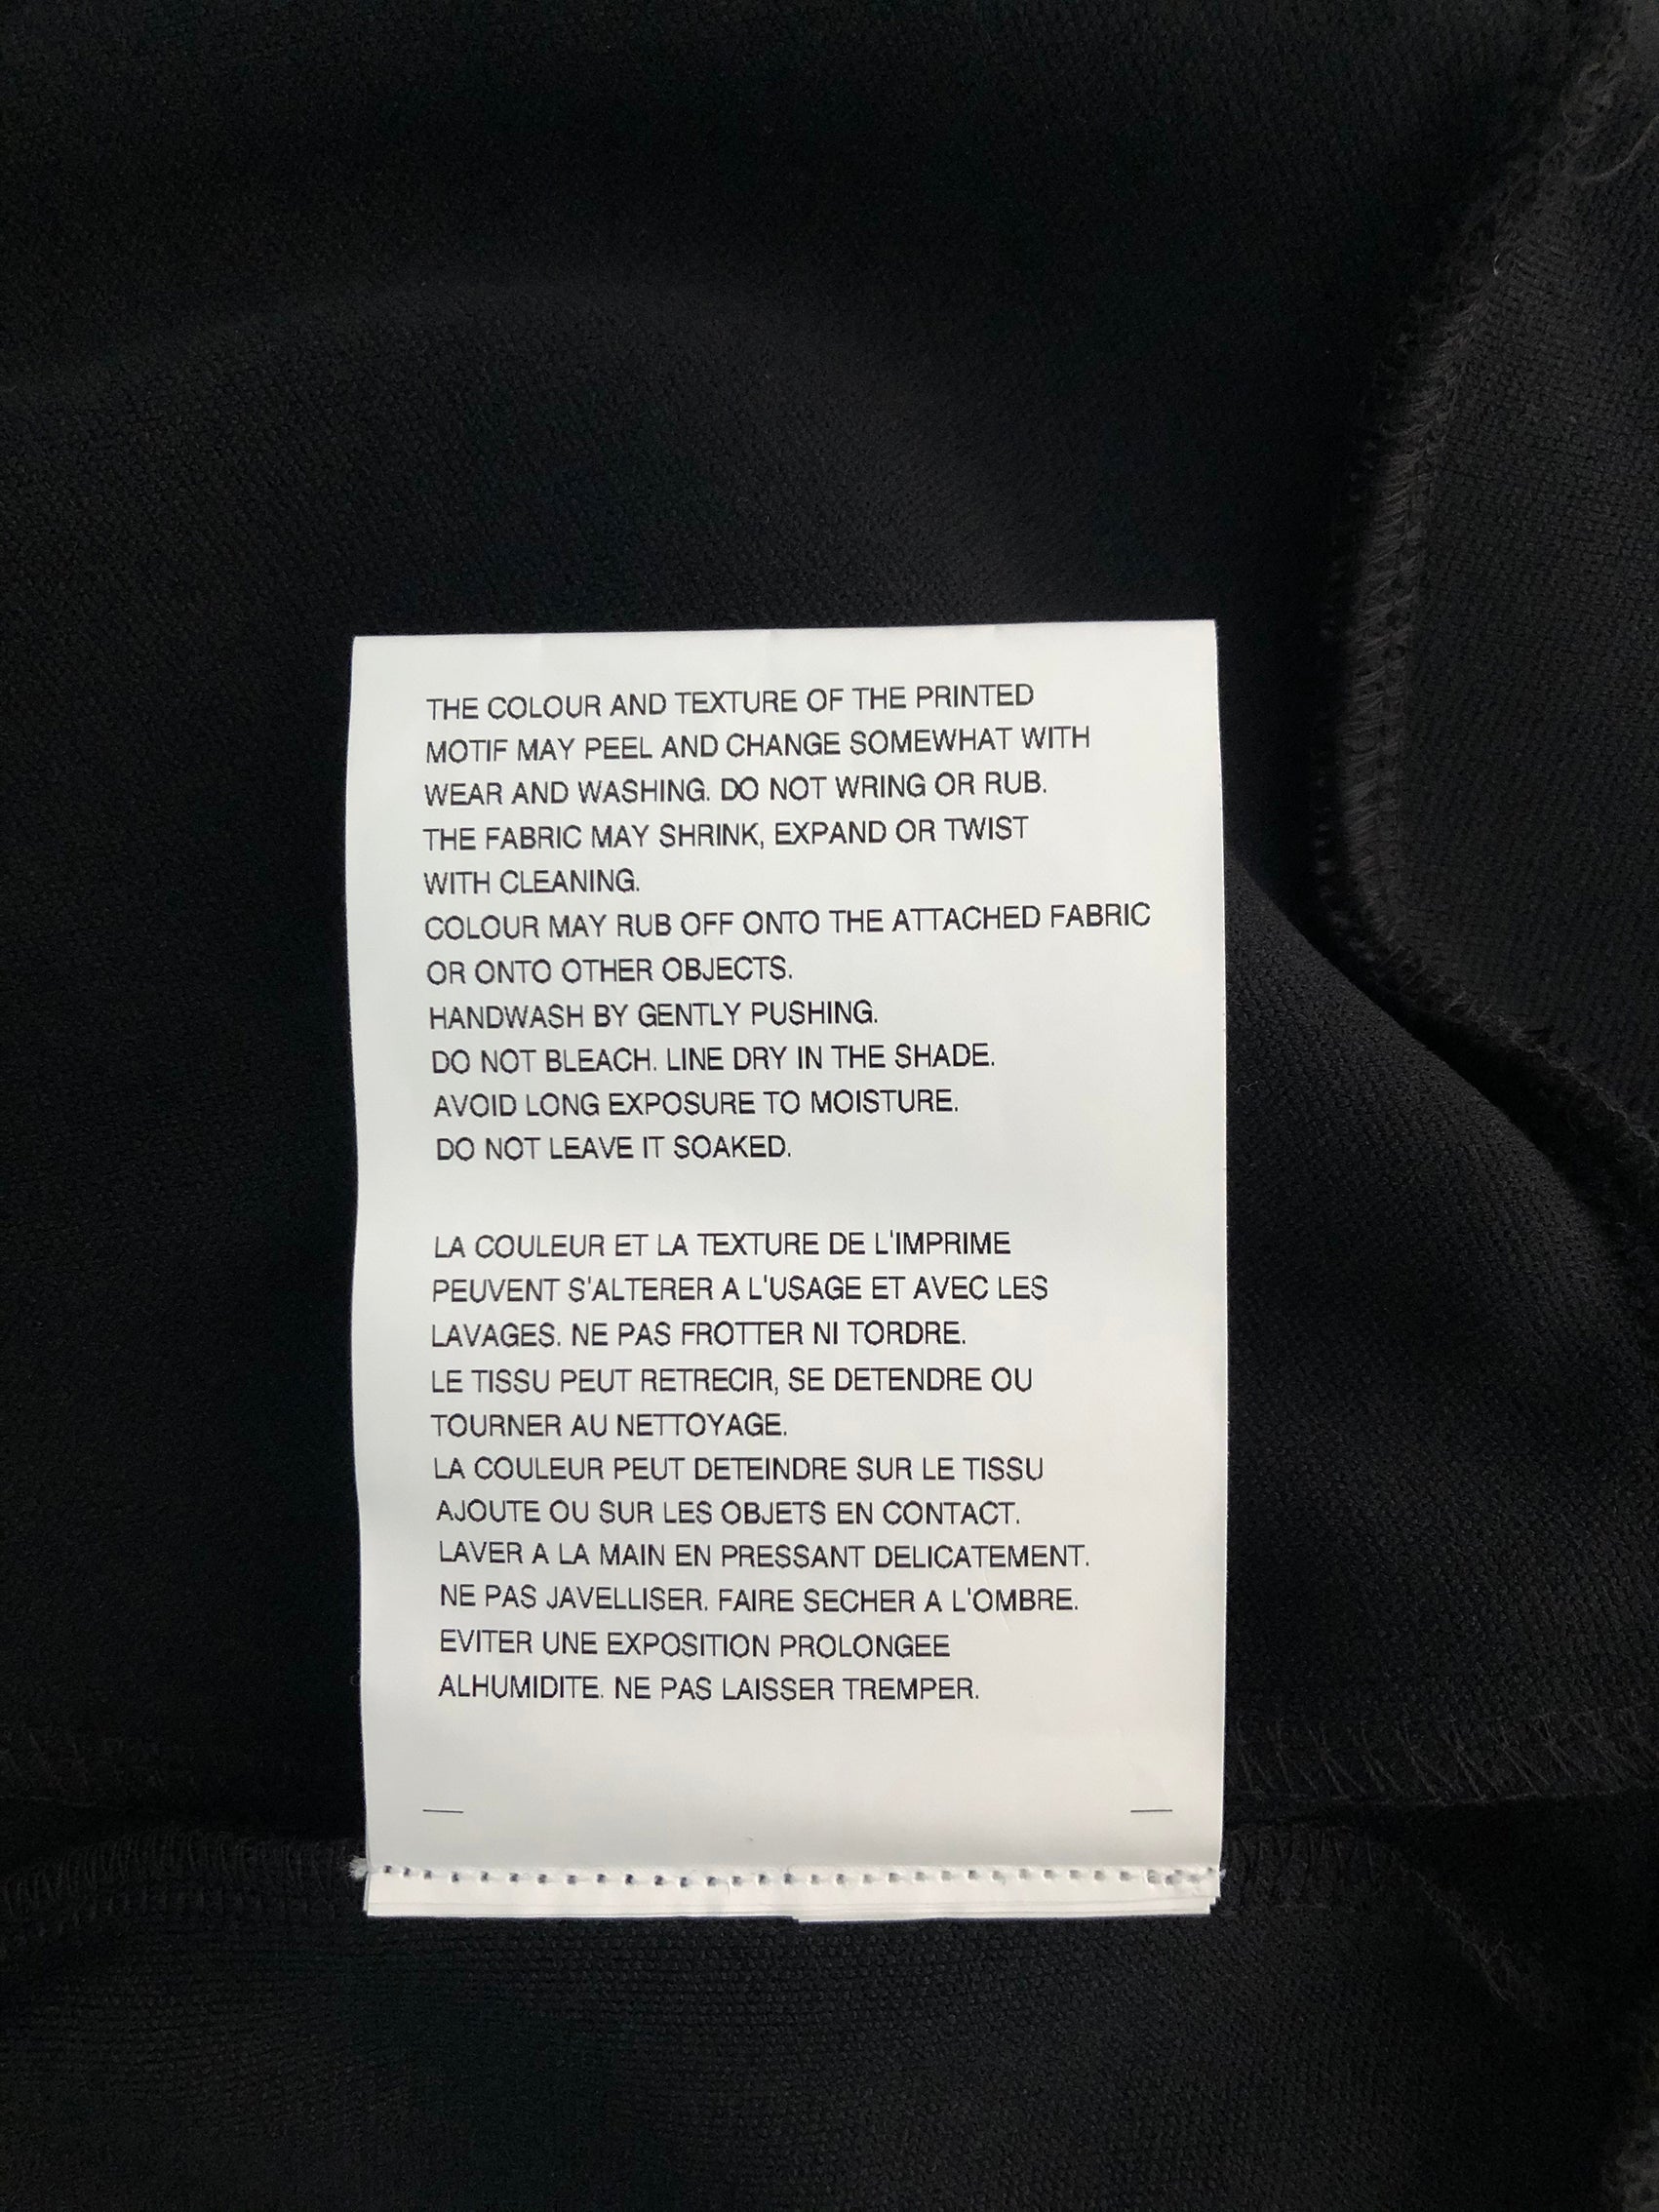 THE COLOUR AND TEXTURE OF THE PRINTED
MOTIF MAY PEEL AND CHANGE SOMEWHAT WITH
WEAR AND WASHING. DO NOT WRING OR RUB.
THE FABRIC MAY SHRINK, EXPAND OR TWIST
WITH CLEANING.
COLOUR MAY RUB OFF ONTO THE ATTACHED FABRIC
OR ONTO OTHER OBJECTS.
HANDWASH BY GENTLY PUSHING.
DO NOT BLEACH. LINE DRY IN THE SHADE.
AVOID LONG EXPOSURE TO MOISTURE.
DO NOT LEAVE IT SOAKED.
LA COULEUR ET LA TEXTURE DE L'IMPRIME
PEUVENT S'ALTERER A L'USAGE ET AVEC LES
LAVAGES. NE PAS FROTTER NI TORDRE.
LE TISSU PEUT RETRECIR, SE DETENDRE OU
TOURNER AU NETTOYAGE.
LA COULEUR PEUT DETEINDRE SUR LE TISSU
AJOUTE OU SUR LES OBJETS EN CONTACT.
LAVER A LA MAIN EN PRESSANT DELICATEMENT.
NE PAS JAVELLISER. FAIRE SECHER A L'OMBRE.
EVITER UNE EXPOSITION PROLONGEE
ALHUMIDITE. NE PAS LAISSER TREMPER.